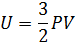 U = 3/2 PV